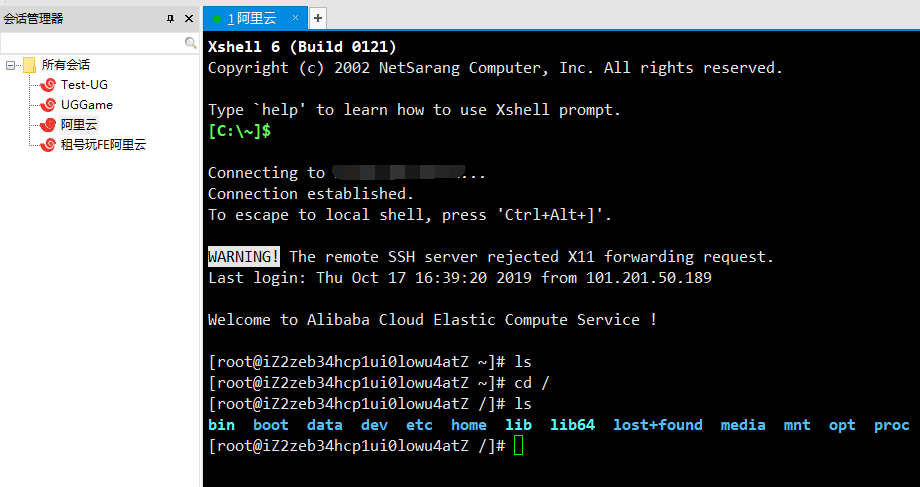 会话管理器
所有会话
Test-UG
UGGame
阿里云
租号玩FE阿里云
1 阿里云 × +
Xshell 6 (Build 0121)
Copyright (c) 2002 NetSarang Computer, Inc. All rights reserved.
Type `help' to learn how to use Xshell prompt.
[C:\~]$
Connecting to ...
Connection established.
To escape to local shell, press 'Ctrl+Alt+]'.
WARNING! The remote SSH server rejected X11 forwarding request.
Last login: Thu Oct 17 16:39:20 2019 from 101.201.50.189
Welcome to Alibaba Cloud Elastic Compute Service !
[root@iZ2zeb34hcp1ui0lowu4atZ ~]# ls
[root@iZ2zeb34hcp1ui0lowu4atZ ~]# cd /
[root@iZ2zeb34hcp1ui0lowu4atZ /]# ls
bin boot data dev etc home lib lib64 lost+found media mnt opt proc
[root@iZ2zeb34hcp1ui0lowu4atZ /]#